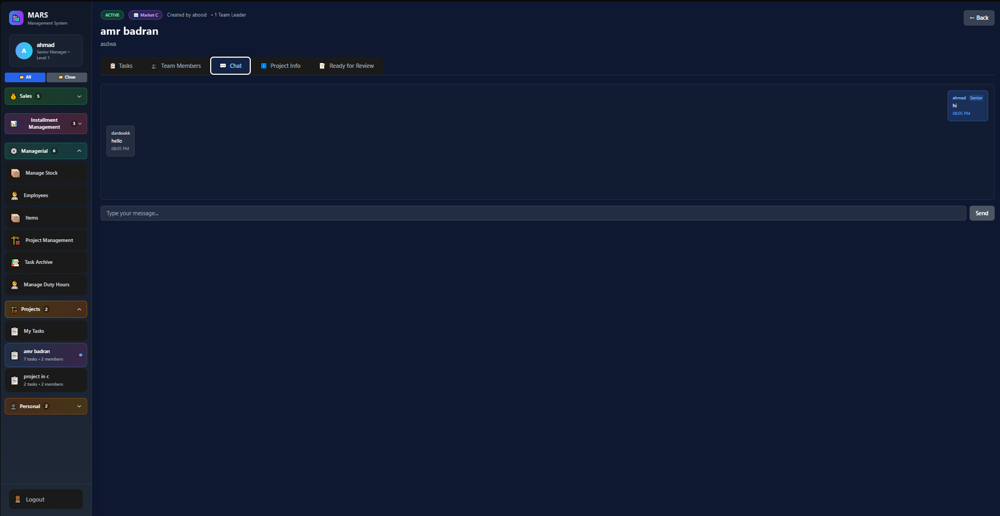 MARS
Management System
A
ahmad
Senior Manager •
Level 1
All
Close
Sales 5
Installment
Management
3
Managerial 6
Manage Stock
Employees
Items
Project Management
Task Archive
Manage Duty Hours
Projects 2
My Tasks
amr badran
7 tasks • 2 members
project in c
2 tasks • 2 members
Personal 2
Logout
ACTIVE
Market C
Created by abood
• 1 Team Leader
← Back
amr badran
asdwa
Tasks
Team Members
Chat
Project Info
Ready for Review
ahmad Senior
hi
08:05 PM
dardookk
hello
08:05 PM
Type your message...
Send